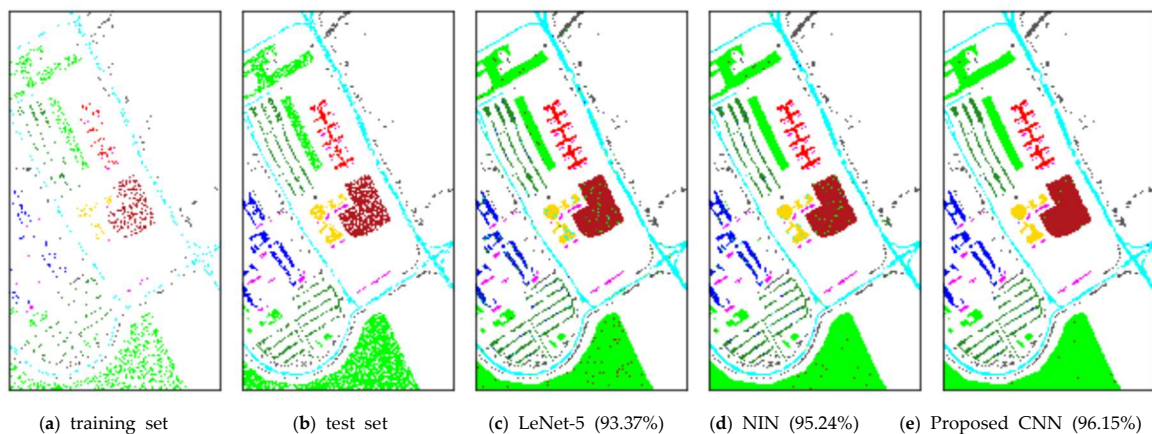 (a) training set (b) test set (c) LeNet-5 (93.37%) (d) NIN (95.24%) (e) Proposed CNN (96.15%)